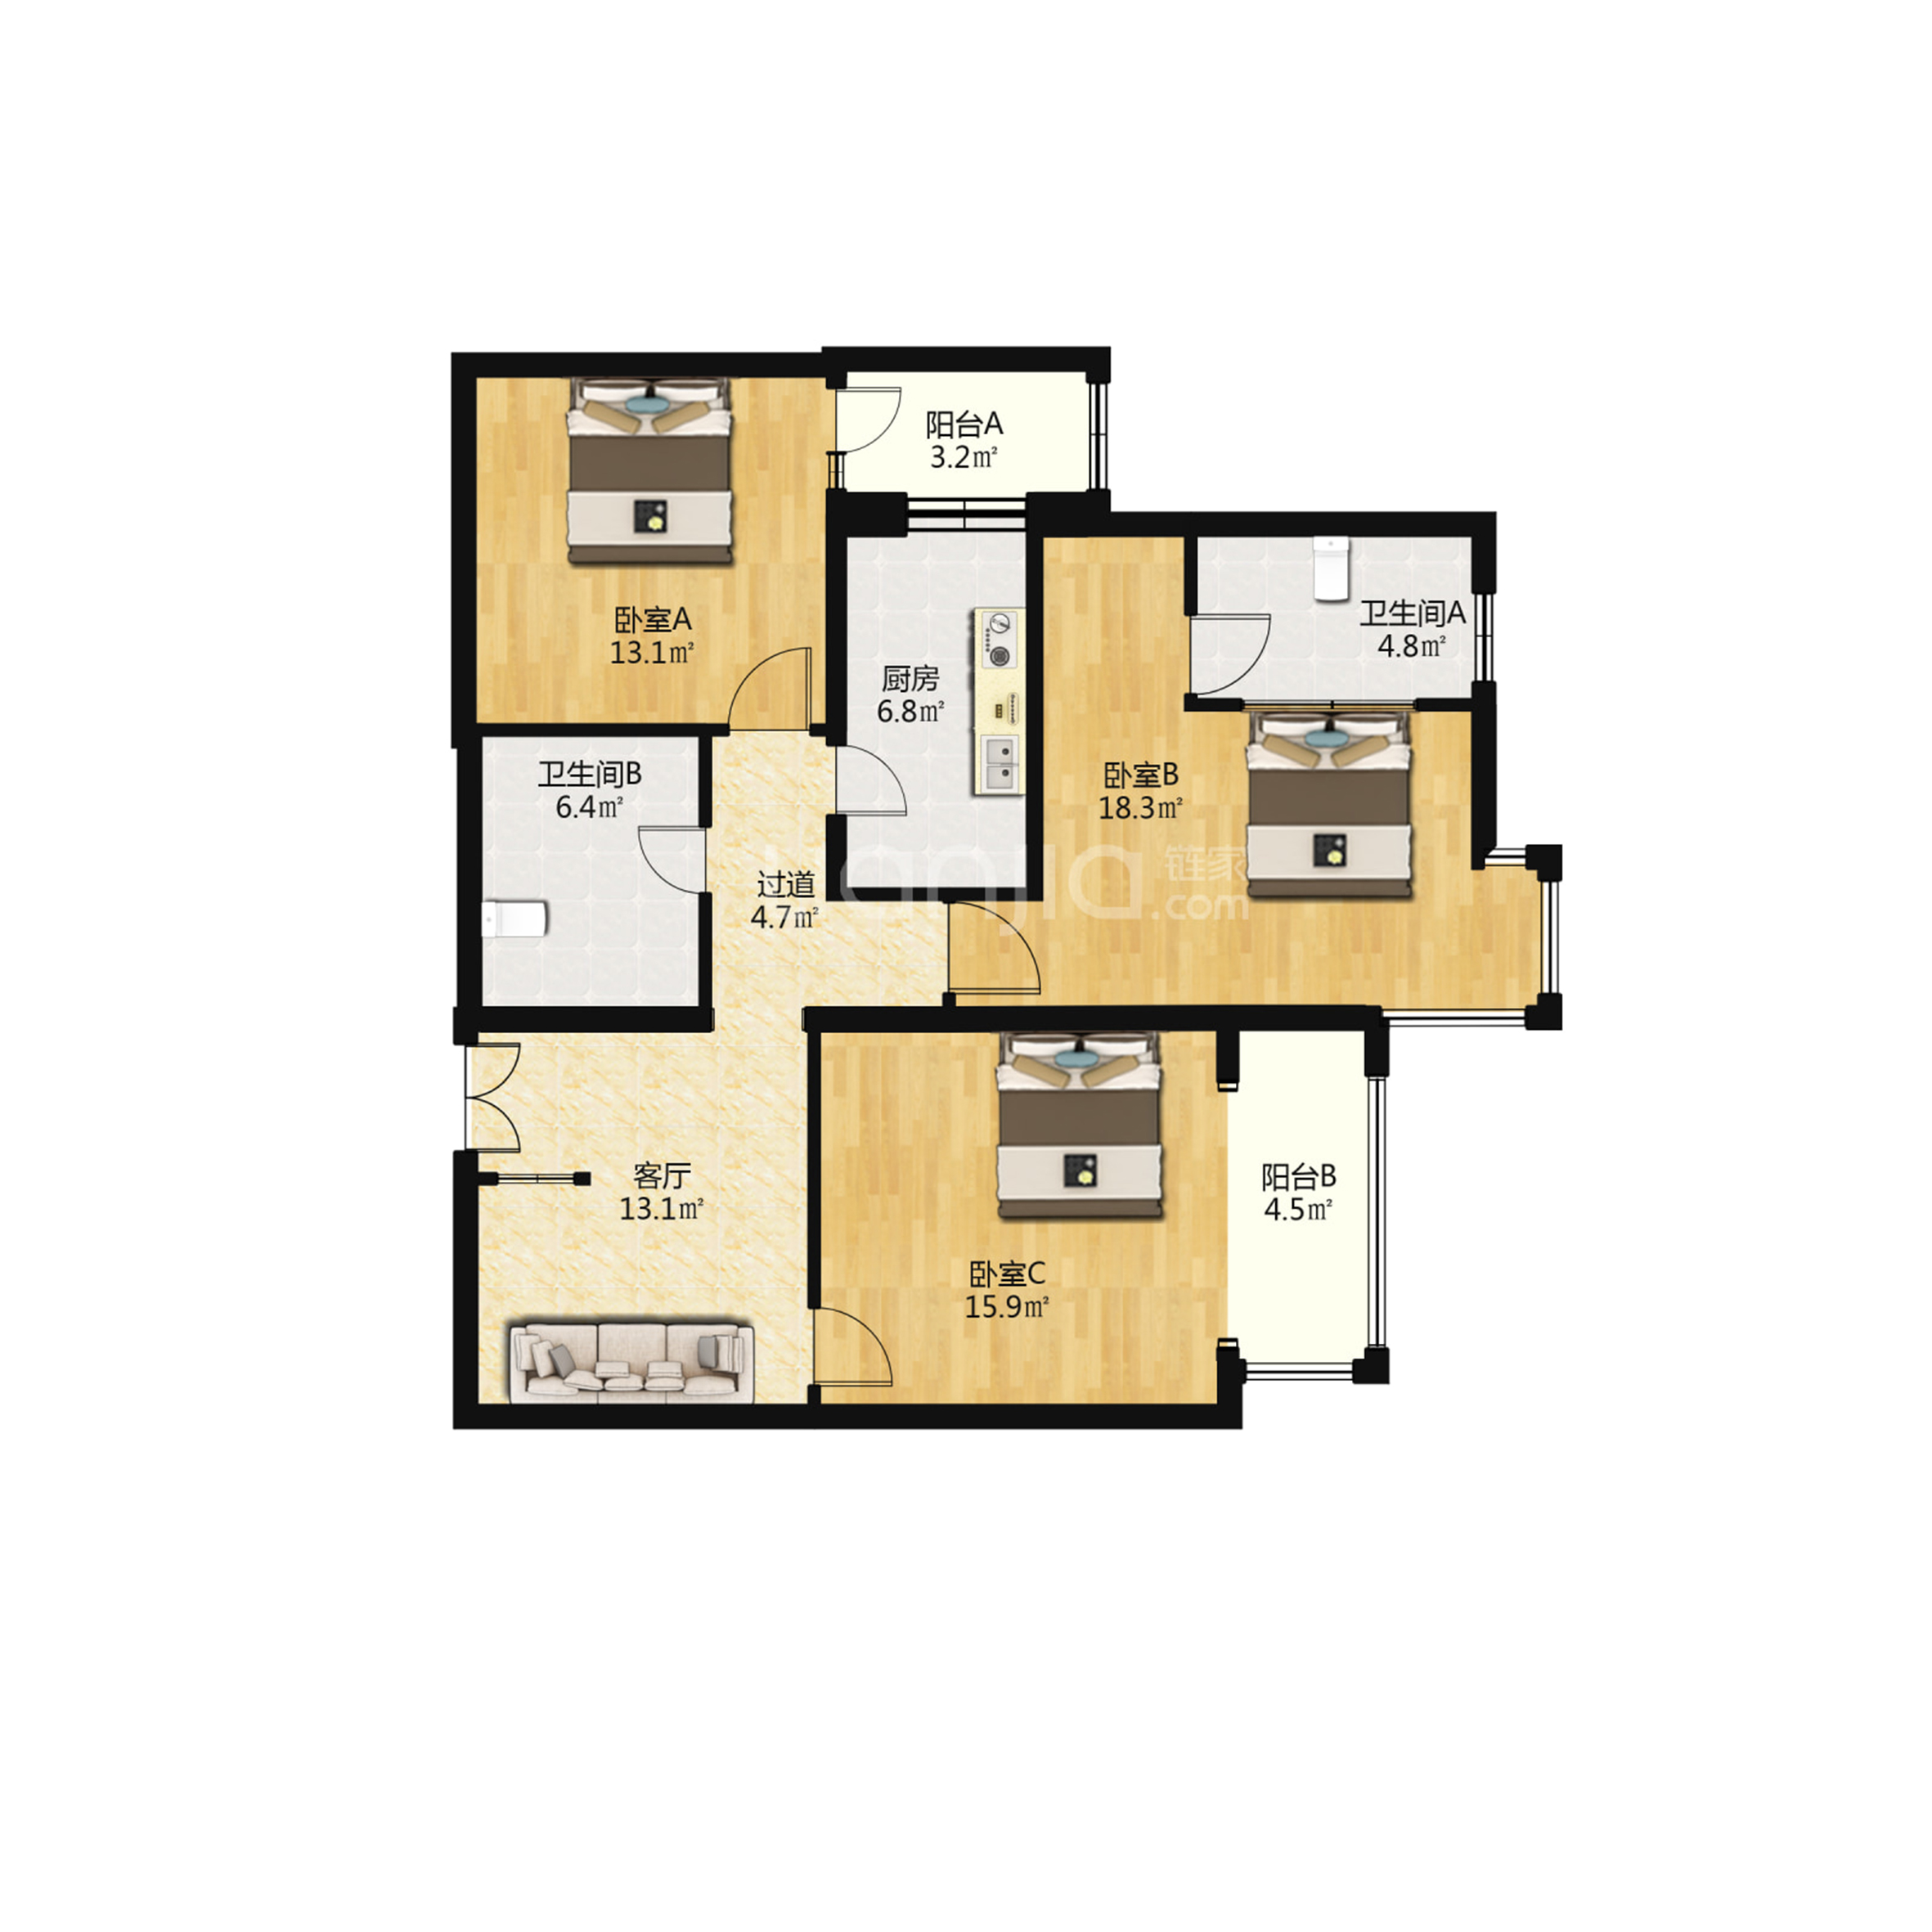 阳台A
3.2㎡
卧室A
13.1㎡
卫生间A
4.8㎡
厨房
6.8㎡
卫生间B
6.4㎡
卧室B
18.3㎡
过道
4.7㎡
Lianjia 链家
.com
客厅
13.1㎡
阳台B
4.5㎡
卧室C
15.9㎡